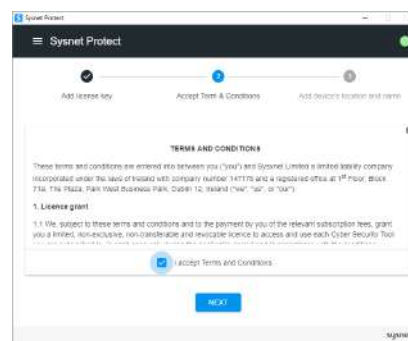 Sysnet Protect
Sysnet Protect
2
3
Add license key
Accept Term & Conditions
Add device's location and name
TERMS AND CONDITIONS
These terms and conditions are entered into between you ("you") and Sysnet Limited a limited liability company
incorporated under the laws of Ireland with company number 147176 and a registered office at 1st Floor, Block
71a, The Plaza, Park West Business Park, Dublin 12, Ireland ("we", "us", or "our").
1. Licence grant
1.1 We, subject to these terms and conditions and to the payment by you of the relevant subscription fees, grant
you a limited, non-exclusive, non-transferable and revocable licence to access and use each Cyber Security Tool
I accept Terms and Conditions
NEXT
sysnet